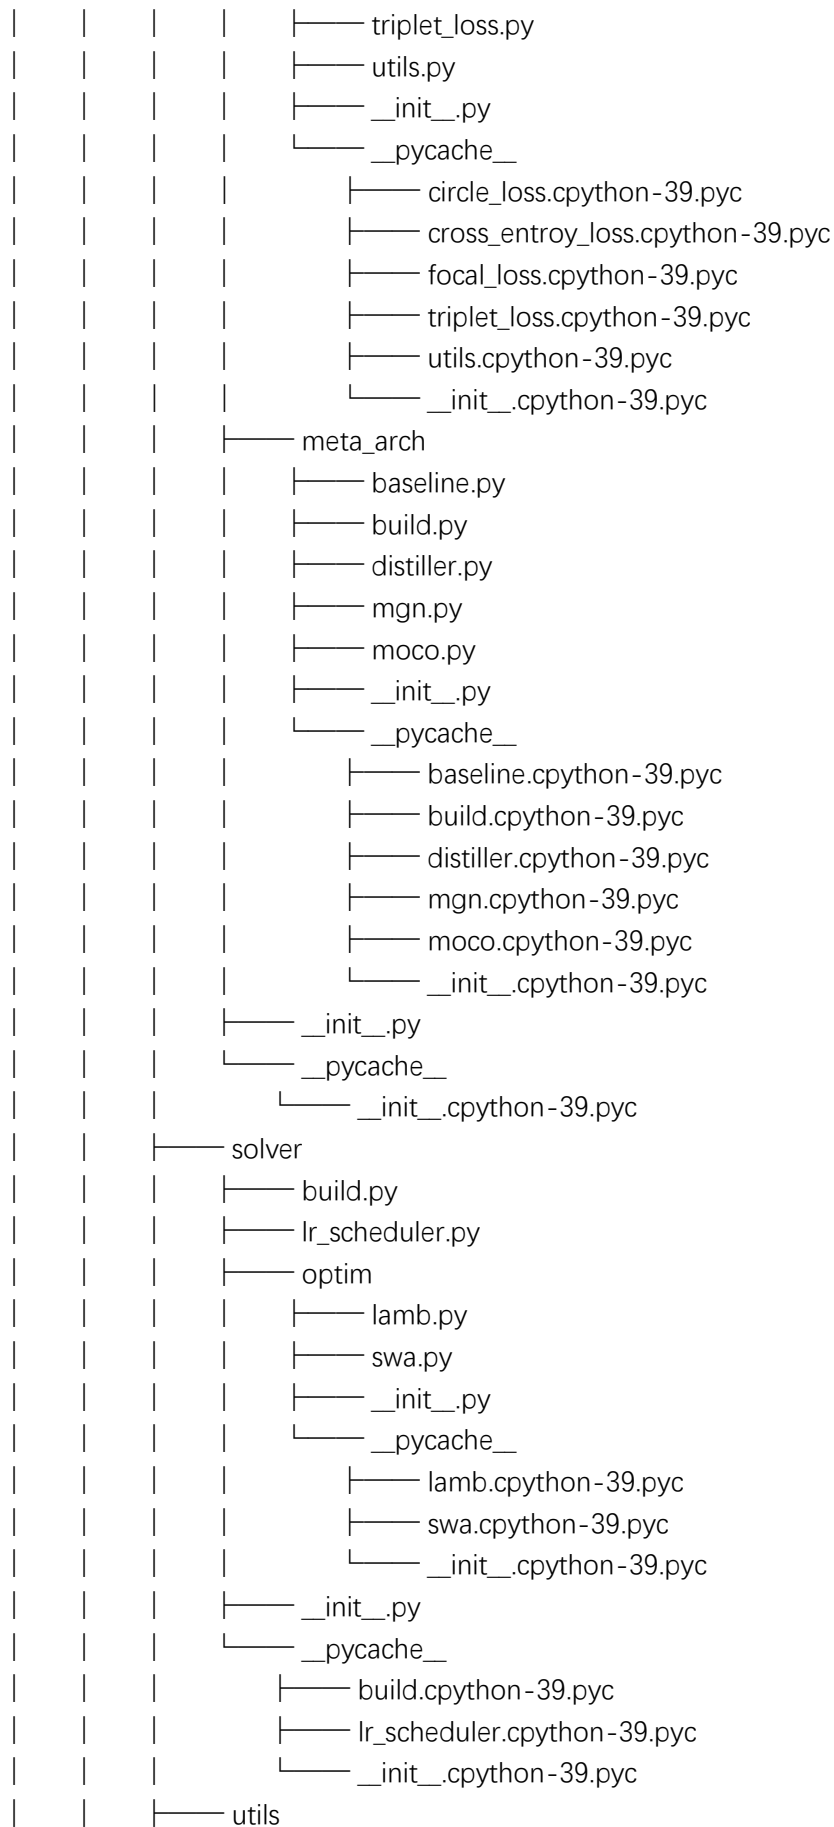 │ │ │ │ ├── triplet_loss.py
│ │ │ │ ├── utils.py
│ │ │ │ ├── __init__.py
│ │ │ │ └── __pycache__
│ │ │ │ ├── circle_loss.cpython-39.pyc
│ │ │ │ ├── cross_entroy_loss.cpython-39.pyc
│ │ │ │ ├── focal_loss.cpython-39.pyc
│ │ │ │ ├── triplet_loss.cpython-39.pyc
│ │ │ │ ├── utils.cpython-39.pyc
│ │ │ │ └── __init__.cpython-39.pyc
│ │ │ ├── meta_arch
│ │ │ │ ├── baseline.py
│ │ │ │ ├── build.py
│ │ │ │ ├── distiller.py
│ │ │ │ ├── mgn.py
│ │ │ │ ├── moco.py
│ │ │ │ ├── __init__.py
│ │ │ │ └── __pycache__
│ │ │ │ ├── baseline.cpython-39.pyc
│ │ │ │ ├── build.cpython-39.pyc
│ │ │ │ ├── distiller.cpython-39.pyc
│ │ │ │ ├── mgn.cpython-39.pyc
│ │ │ │ ├── moco.cpython-39.pyc
│ │ │ │ └── __init__.cpython-39.pyc
│ │ │ ├── __init__.py
│ │ │ └── __pycache__
│ │ │ └── __init__.cpython-39.pyc
│ │ ├── solver
│ │ │ ├── build.py
│ │ │ ├── lr_scheduler.py
│ │ │ ├── optim
│ │ │ │ ├── lamb.py
│ │ │ │ ├── swa.py
│ │ │ │ ├── __init__.py
│ │ │ │ └── __pycache__
│ │ │ │ ├── lamb.cpython-39.pyc
│ │ │ │ ├── swa.cpython-39.pyc
│ │ │ │ └── __init__.cpython-39.pyc
│ │ │ ├── __init__.py
│ │ │ └── __pycache__
│ │ │ ├── build.cpython-39.pyc
│ │ │ ├── lr_scheduler.cpython-39.pyc
│ │ │ └── __init__.cpython-39.pyc
│ │ ├── utils